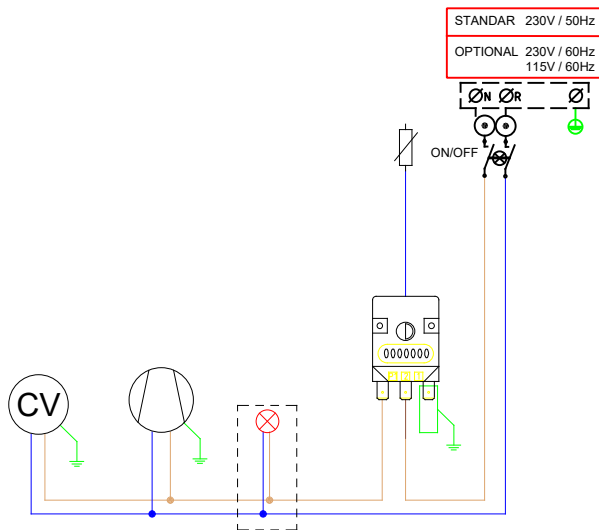 STANDAR 230V / 50Hz
OPTIONAL 230V / 60Hz
115V / 60Hz
N R
ON/OFF
0000000
CV